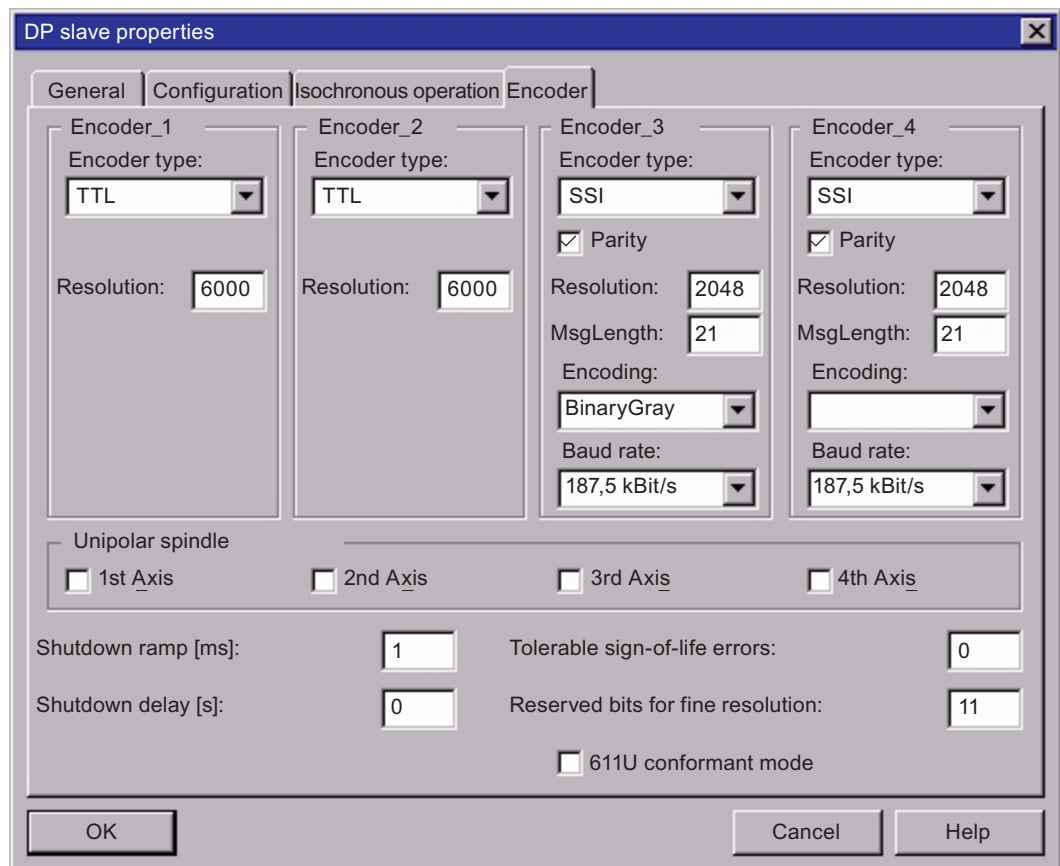 DP slave properties
General Configuration Isochronous operation Encoder
Encoder_1
Encoder type:
TTL
Resolution: 6000
Encoder_2
Encoder type:
TTL
Resolution: 6000
Encoder_3
Encoder type:
SSI
Parity
Resolution: 2048
MsgLength: 21
Encoding:
BinaryGray
Baud rate:
187,5 kBit/s
Encoder_4
Encoder type:
SSI
Parity
Resolution: 2048
MsgLength: 21
Encoding:
Baud rate:
187,5 kBit/s
Unipolar spindle
1st Axis 2nd Axis 3rd Axis 4th Axis
Shutdown ramp [ms]: 1 Tolerable sign-of-life errors: 0
Shutdown delay [s]: 0 Reserved bits for fine resolution: 11
611U conformant mode
OK Cancel Help